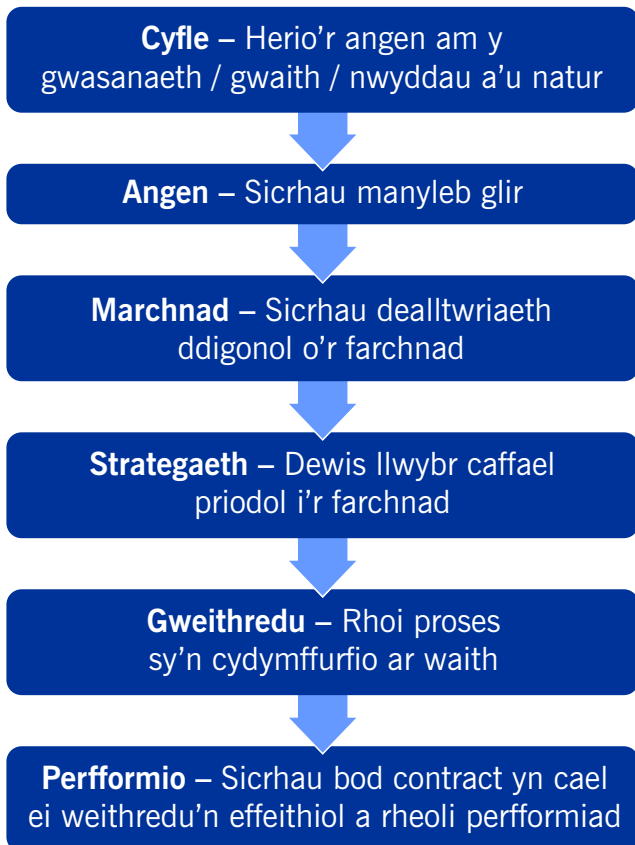 Cyfle – Herio'r angen am y
gwasanaeth / gwaith / nwyddau a'u natur
Angen – Sicrhau manyleb glir
Marchnad – Sicrhau dealltwriaeth
ddigonol o'r farchnad
Strategaeth – Dewis llwybr caffael
priodol i'r farchnad
Gweithredu – Rhoi proses
sy'n cydymffurfio ar waith
Perfformio – Sicrhau bod contract yn cael
ei weithredu'n effeithiol a rheoli perfformiad